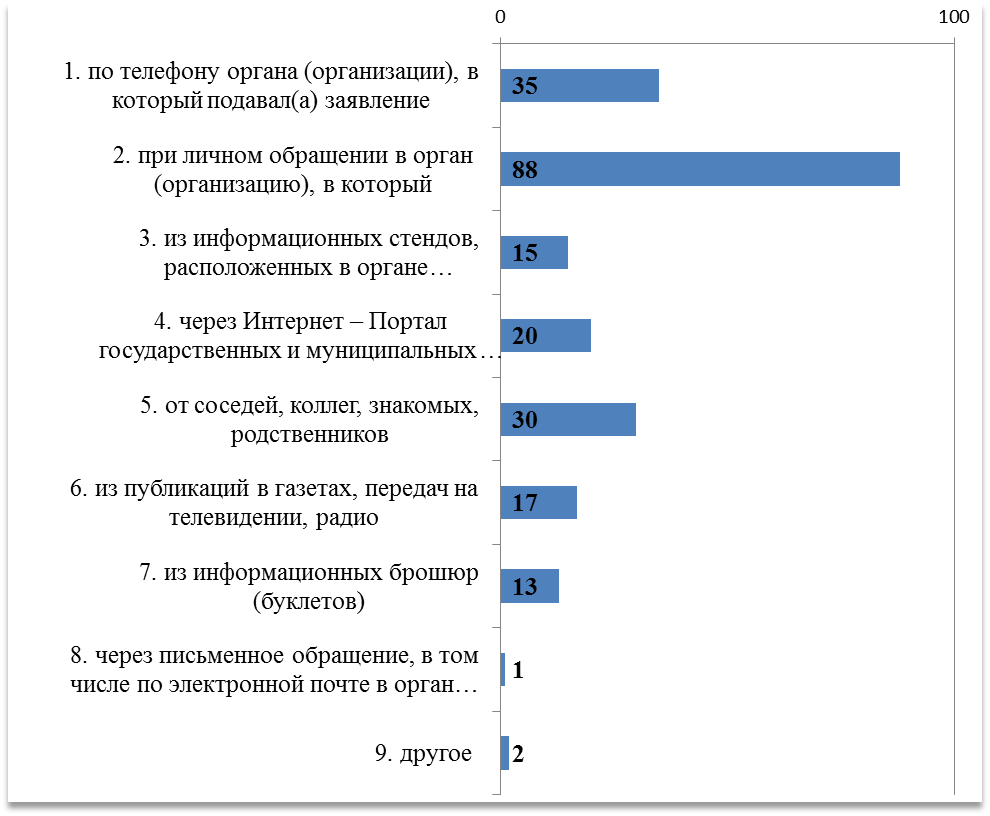 0
100
1. по телефону органа (организации), в
который подавал(а) заявление
35
2. при личном обращении в орган
(организацию), в который
88
3. из информационных стендов,
расположенных в органе…
15
4. через Интернет – Портал
государственных и муниципальных…
20
5. от соседей, коллег, знакомых,
родственников
30
6. из публикаций в газетах, передач на
телевидении, радио
17
7. из информационных брошюр
(буклетов)
13
8. через письменное обращение, в том
числе по электронной почте в орган…
1
9. другое
2